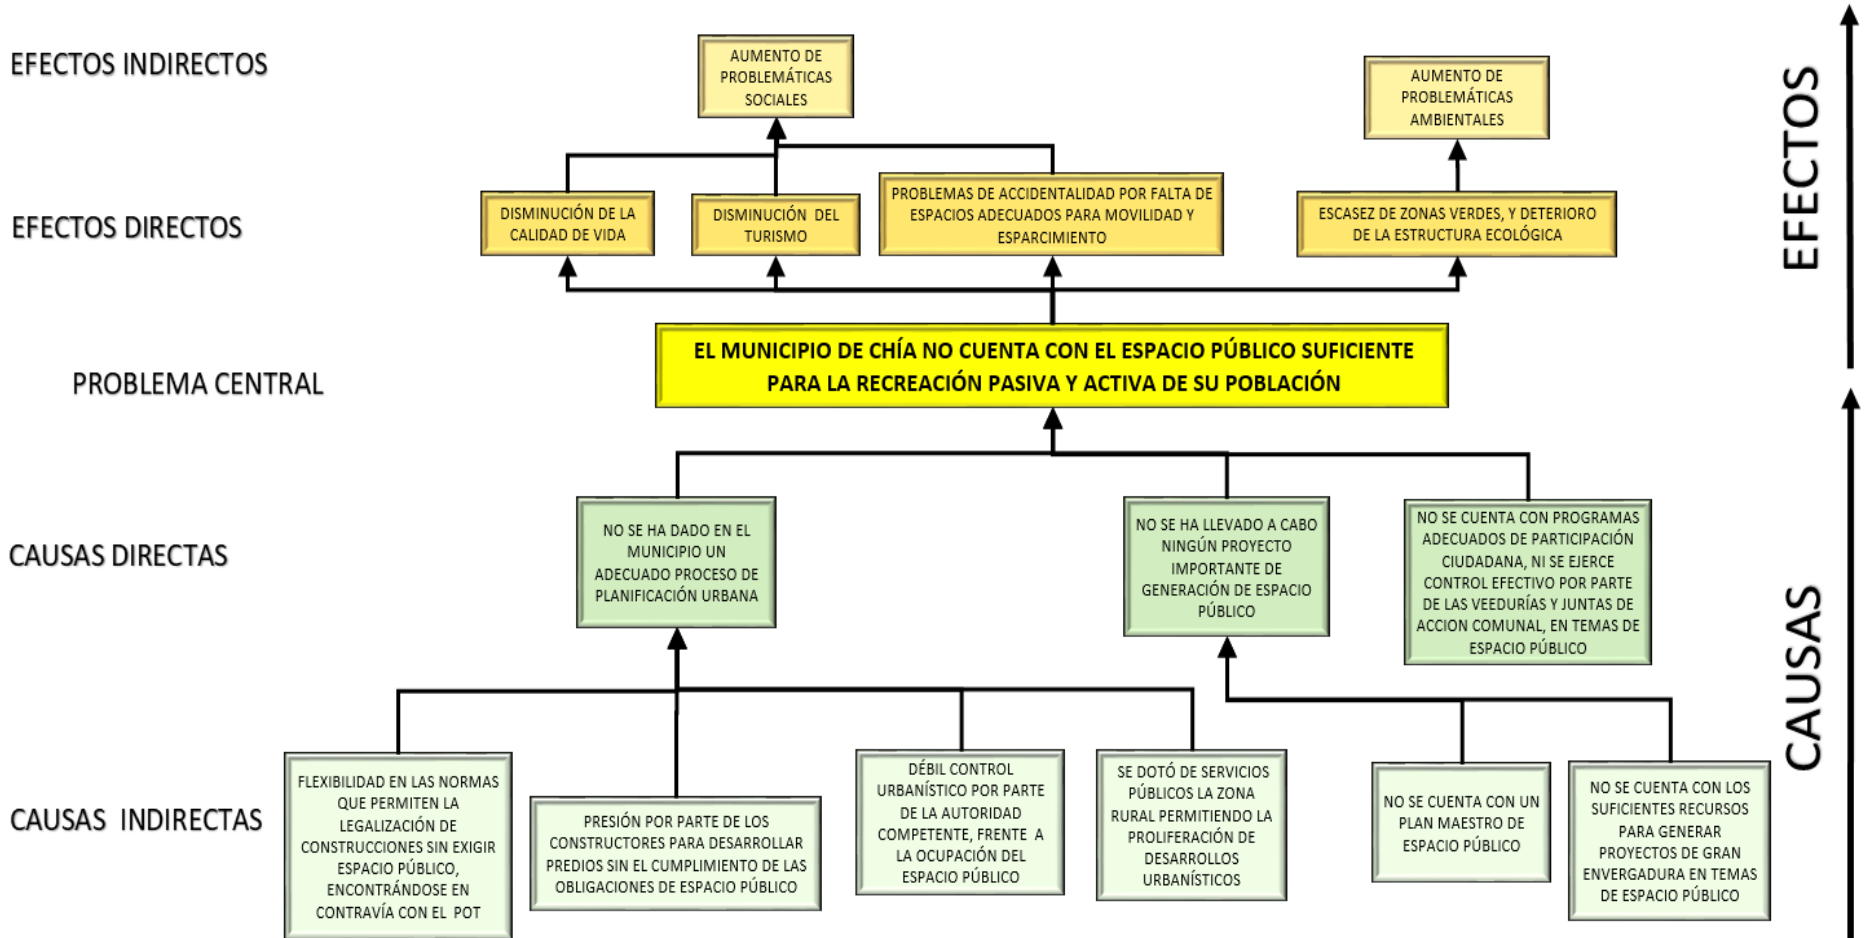 EFECTOS INDIRECTOS
AUMENTO DE
PROBLEMÁTICAS
SOCIALES
AUMENTO DE
PROBLEMÁTICAS
AMBIENTALES
EFECTOS
EFECTOS DIRECTOS
DISMINUCIÓN DE LA
CALIDAD DE VIDA
DISMINUCIÓN DEL
TURISMO
PROBLEMAS DE ACCIDENTALIDAD POR FALTA DE
ESPACIOS ADECUADOS PARA MOVILIDAD Y
ESPARCIMIENTO
ESCASEZ DE ZONAS VERDES, Y DETERIORO
DE LA ESTRUCTURA ECOLÓGICA
PROBLEMA CENTRAL
EL MUNICIPIO DE CHÍA NO CUENTA CON EL ESPACIO PÚBLICO SUFICIENTE
PARA LA RECREACIÓN PASIVA Y ACTIVA DE SU POBLACIÓN
CAUSAS DIRECTAS
NO SE HA DADO EN EL
MUNICIPIO UN
ADECUADO PROCESO DE
PLANIFICACIÓN URBANA
NO SE HA LLEVADO A CABO
NINGÚN PROYECTO
IMPORTANTE DE
GENERACIÓN DE ESPACIO
PÚBLICO
NO SE CUENTA CON PROGRAMAS
ADECUADOS DE PARTICIPACIÓN
CIUDADANA, NI SE EJERCE
CONTROL EFECTIVO POR PARTE
DE LAS VEEDURÍAS Y JUNTAS DE
ACCION COMUNAL, EN TEMAS DE
ESPACIO PÚBLICO
CAUSAS
CAUSAS INDIRECTAS
FLEXIBILIDAD EN LAS NORMAS
QUE PERMITEN LA
LEGALIZACIÓN DE
CONSTRUCCIONES SIN EXIGIR
ESPACIO PÚBLICO,
ENCONTRÁNDOSE EN
CONTRAVÍA CON EL POT
PRESIÓN POR PARTE DE LOS
CONSTRUCTORES PARA DESARROLLAR
PREDIOS SIN EL CUMPLIMIENTO DE LAS
OBLIGACIONES DE ESPACIO PÚBLICO
DÉBIL CONTROL
URBANÍSTICO POR PARTE
DE LA AUTORIDAD
COMPETENTE, FRENTE A
LA OCUPACIÓN DEL
ESPACIO PÚBLICO
SE DOTÓ DE SERVICIOS
PÚBLICOS LA ZONA
RURAL PERMITIENDO LA
PROLIFERACIÓN DE
DESARROLLOS
URBANÍSTICOS
NO SE CUENTA CON UN
PLAN MAESTRO DE
ESPACIO PÚBLICO
NO SE CUENTA CON LOS
SUFICIENTES RECURSOS
PARA GENERAR
PROYECTOS DE GRAN
ENVERGADURA EN TEMAS
DE ESPACIO PÚBLICO